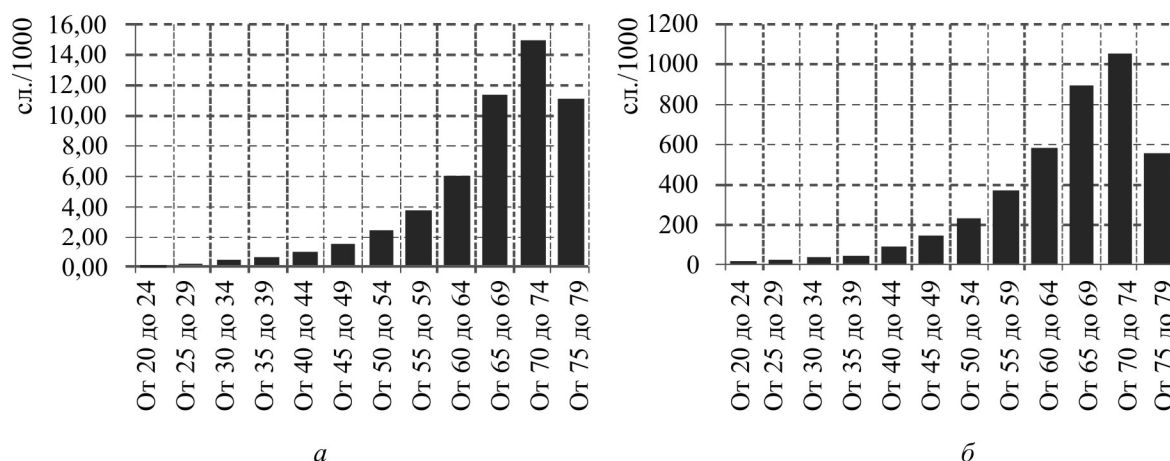 сл./1000
16,00
14,00
12,00
10,00
8,00
6,00
4,00
2,00
0,00
От 20 до 24
От 25 до 29
От 30 до 34
От 35 до 39
От 40 до 44
От 45 до 49
От 50 до 54
От 55 до 59
От 60 до 64
От 65 до 69
От 70 до 74
От 75 до 79
а
сл./1000
1200
1000
800
600
400
200
0
От 20 до 24
От 25 до 29
От 30 до 34
От 35 до 39
От 40 до 44
От 45 до 49
От 50 до 54
От 55 до 59
От 60 до 64
От 65 до 69
От 70 до 74
От 75 до 79
б